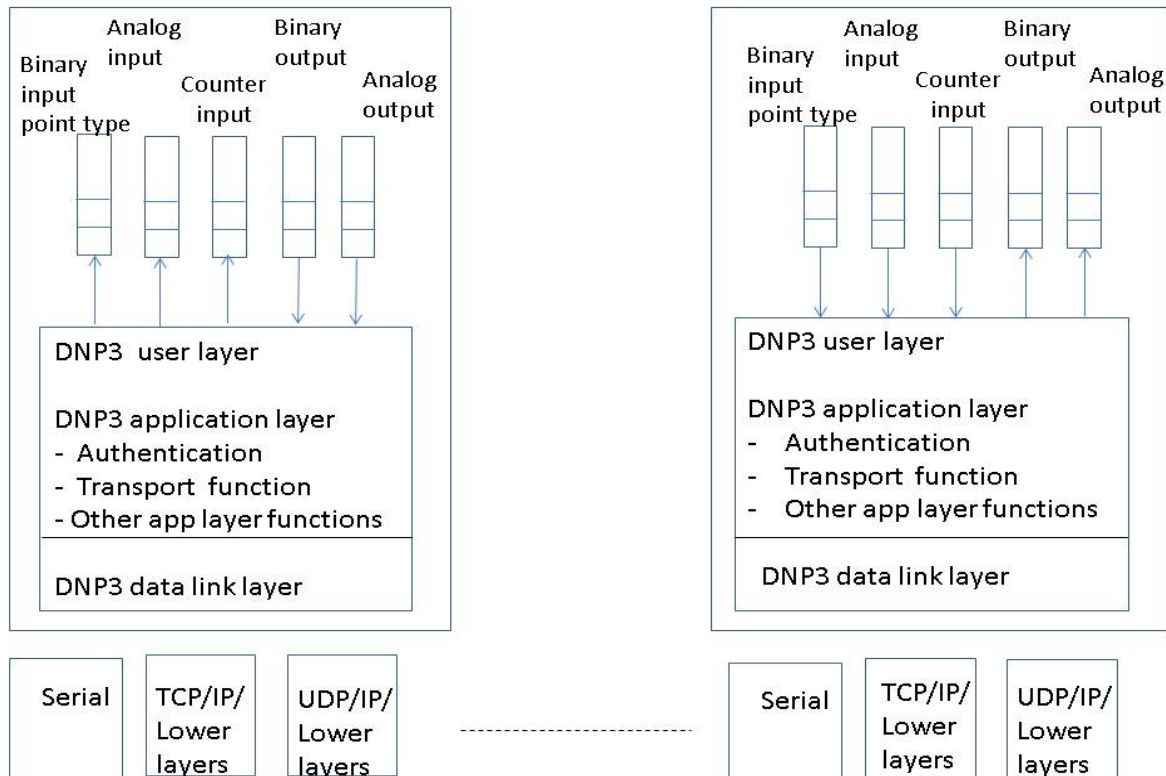 Analog
input
Binary
output
Binary
input
point type
Counter
input
Analog
output
DNP3 user layer
DNP3 application layer
- Authentication
- Transport function
- Other app layer functions
DNP3 data link layer
Serial
TCP/IP/
Lower
layers
UDP/IP/
Lower
layers
Analog
input
Binary
output
Binary
input
point type
Counter
input
Analog
output
DNP3 user layer
DNP3 application layer
- Authentication
- Transport function
- Other app layer functions
DNP3 data link layer
Serial
TCP/IP/
Lower
layers
UDP/IP/
Lower
layers